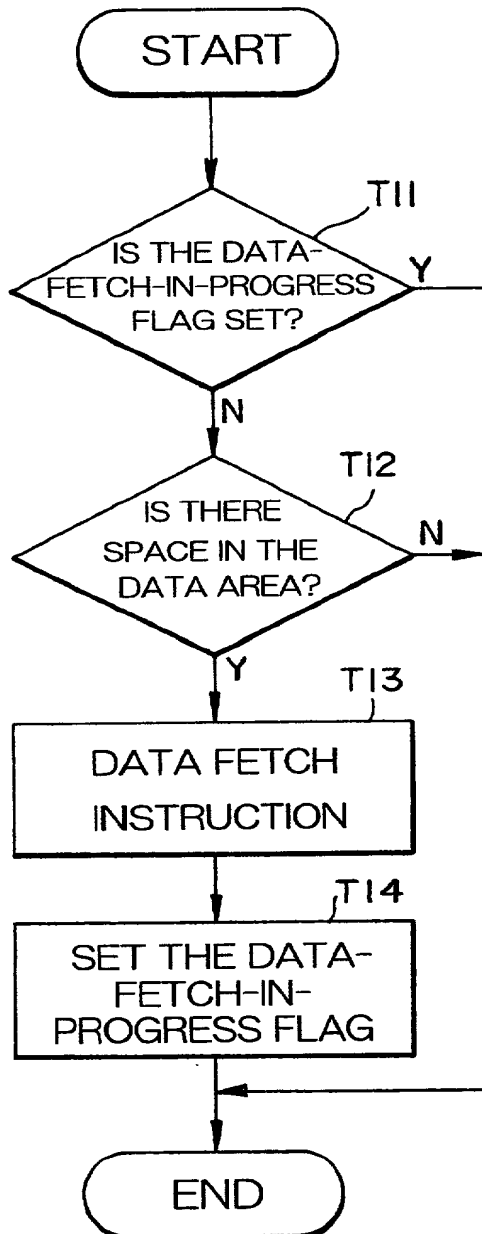 START
T11
IS THE DATA-
FETCH-IN-PROGRESS
FLAG SET?
Y
N
T12
IS THERE
SPACE IN THE
DATA AREA?
N
Y
T13
DATA FETCH
INSTRUCTION
T14
SET THE DATA-
FETCH-IN-
PROGRESS FLAG
END